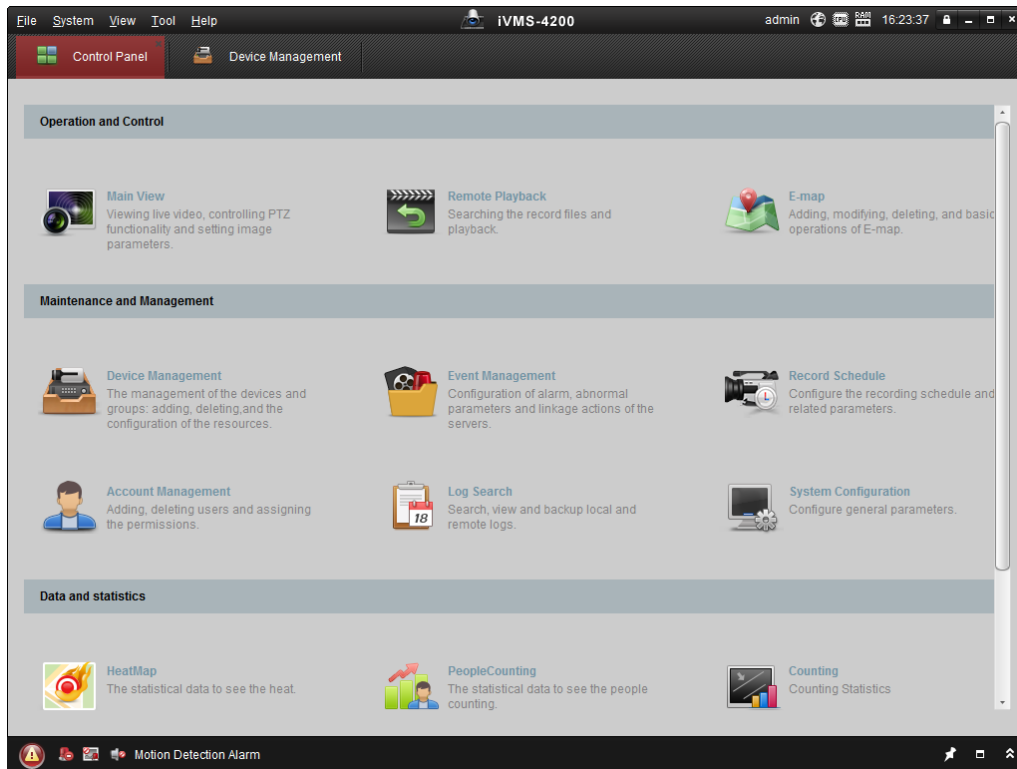 File System View Tool Help iVMS-4200 admin CPU RAM 16:23:37
Control Panel Device Management
Operation and Control
Main View
Viewing live video, controlling PTZ
functionality and setting image
parameters.
Remote Playback
Searching the record files and
playback.
E-map
Adding, modifying, deleting, and basic
operations of E-map.
Maintenance and Management
Device Management
The management of the devices and
groups: adding, deleting,and the
configuration of the resources.
Event Management
Configuration of alarm, abnormal
parameters and linkage actions of the
servers.
Record Schedule
Configure the recording schedule and
related parameters.
Account Management
Adding, deleting users and assigning
the permissions.
18
Log Search
Search, view and backup local and
remote logs.
System Configuration
Configure general parameters.
Data and statistics
HeatMap
The statistical data to see the heat.
PeopleCounting
The statistical data to see the people
counting.
Counting
Counting Statistics
Motion Detection Alarm